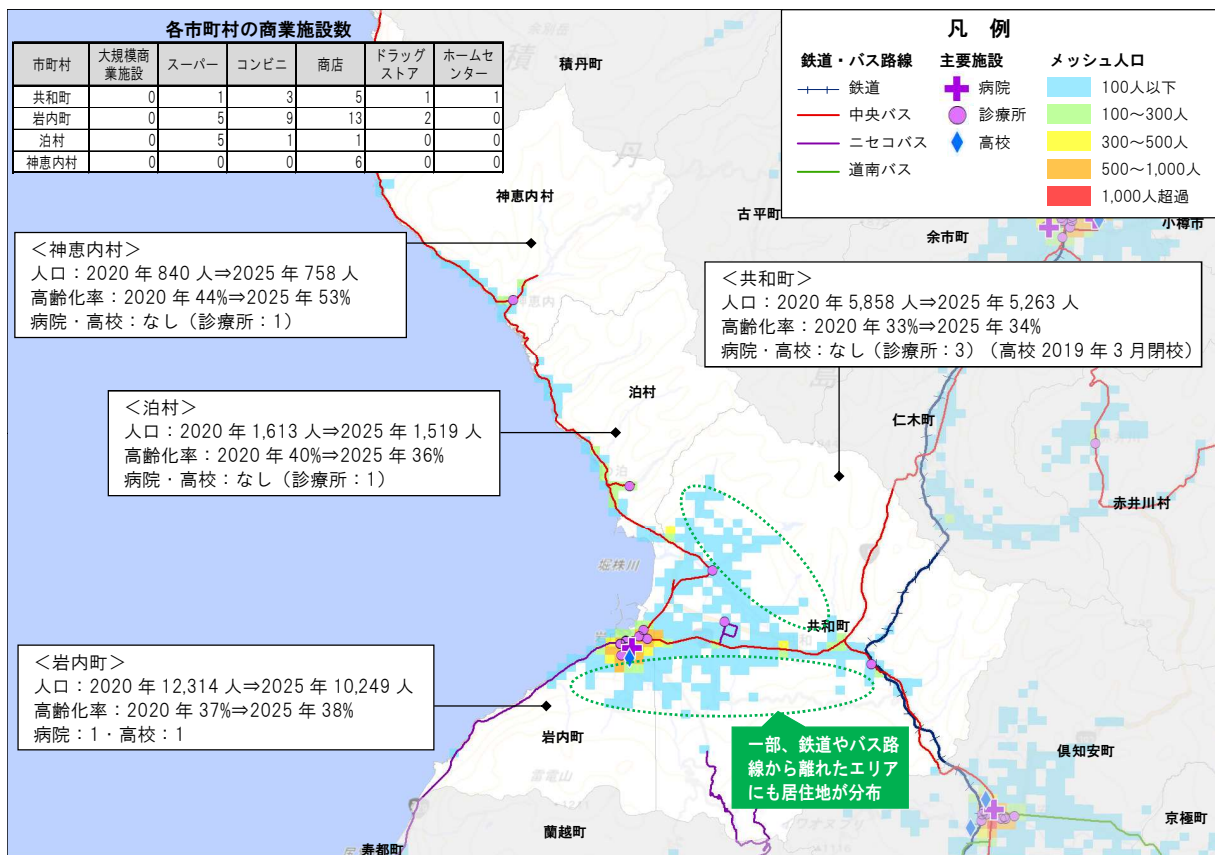 各市町村の商業施設数
市町村 大規模商業施設 スーパー コンビニ 商店 ドラッグストア ホームセンター
共和町 0 1 3 5 1 1
岩内町 0 5 9 13 2 0
泊村 0 5 1 1 0 0
神恵内村 0 0 0 6 0 0
凡 例
鉄道・バス路線 主要施設 メッシュ人口
鉄道 病院 100人以下
中央バス 診療所 100~300人
ニセコバス 高校 300~500人
道南バス 500~1,000人
1,000人超過
余別岳
積
積丹町
丹
神恵内村
古平町
余市町
小樽市
<神恵内村>
人口:2020 年 840 人⇒2025 年 758 人
高齢化率:2020 年 44%⇒2025 年 53%
病院・高校:なし(診療所:1)
<共和町>
人口:2020 年 5,858 人⇒2025 年 5,263 人
高齢化率:2020 年 33%⇒2025 年 34%
病院・高校:なし(診療所:3)(高校 2019 年 3 月閉校)
神恵内
島
泊村
<泊村>
人口:2020 年 1,613 人⇒2025 年 1,519 人
高齢化率:2020 年 40%⇒2025 年 36%
病院・高校:なし(診療所:1)
仁木町
泊
赤井川村
堀株川
共和町
<岩内町>
人口:2020 年 12,314 人⇒2025 年 10,249 人
高齢化率:2020 年 37%⇒2025 年 38%
病院:1・高校:1
岩内町
一部、鉄道やバス路
線から離れたエリア
にも居住地が分布
倶知安町
雷電山
イワオヌプリ
京極町
蘭越町
寿都町